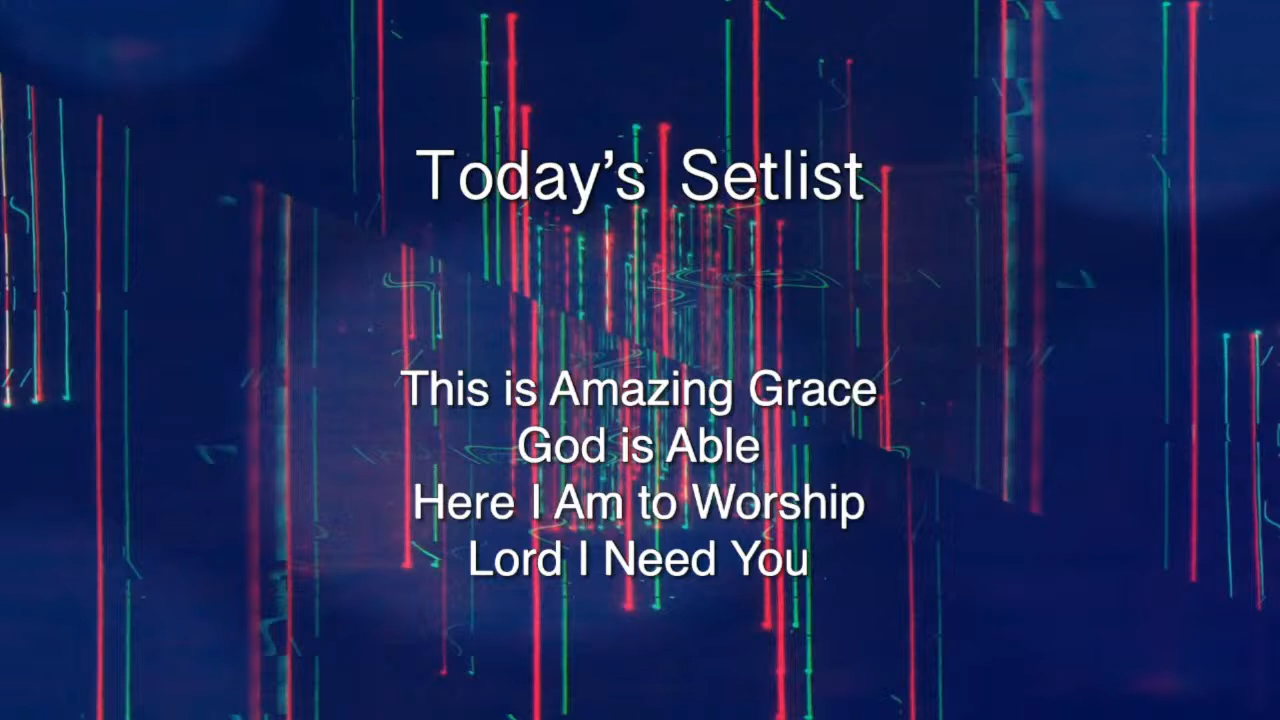 Today’s Setlist
This is Amazing Grace
God is Able
Here I Am to Worship
Lord I Need You